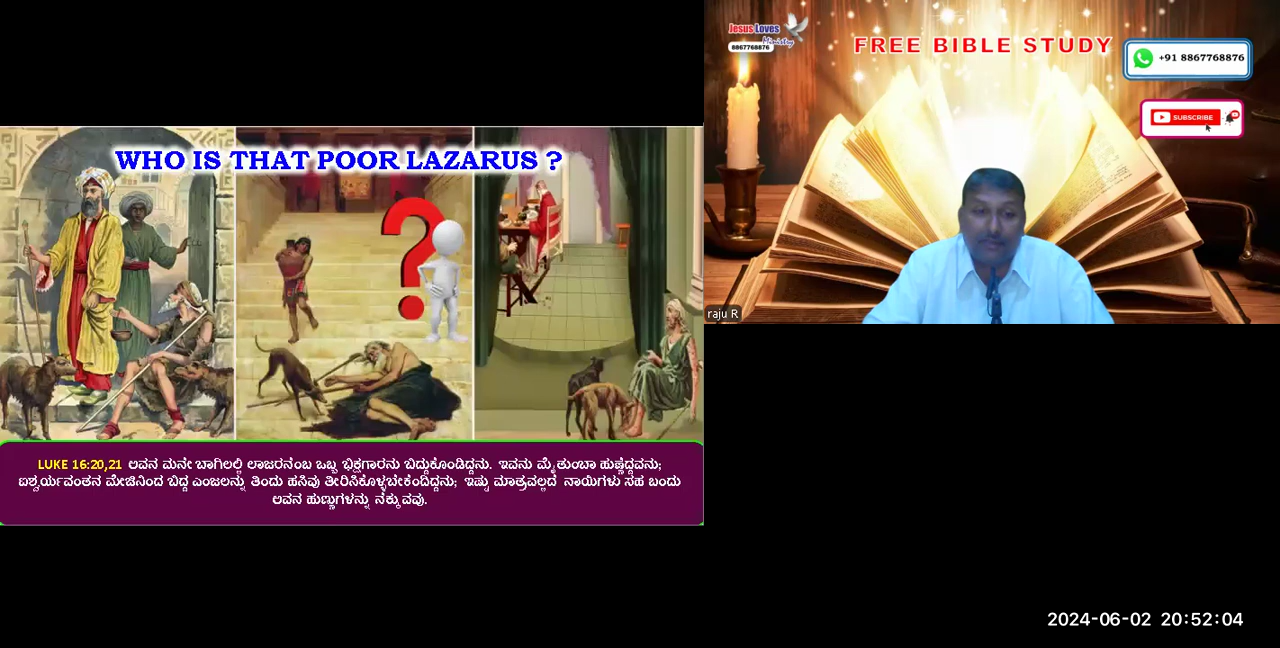 WHO IS THAT POOR LAZARUS ?
LUKE 16:20,21 ಅವನ ಮನೇ ಬಾಗಿಲಲ್ಲಿ ಲಾಜರನೆಂಬ ಒಬ್ಬ ಭಿಕ್ಷಗಾರನು ಬಿದ್ದುಕೊಂಡಿದ್ದನು. ಇವನು ಮೈತುಂಬಾ ಹುಣ್ಣೆದ್ದವನು;
ಐಶ್ವರ್ಯವಂತನ ಮೇಜಿನಿಂದ ಬಿದ್ದ ಎಂಜಲನ್ನು ತಿಂದು ಹಸಿವು ತೀರಿಸಿಕೊಳ್ಳಬೇಕೆಂದಿದ್ದನು; ಇಷ್ಟು ಮಾತ್ರವಲ್ಲದೆ ನಾಯಿಗಳು ಸಹ ಬಂದು
ಅವನ ಹುಣ್ಣುಗಳನ್ನು ನೆಕ್ಕುವವು.
Jesus Loves
Ministry
8867768876
FREE BIBLE STUDY
+91 8867768876
SUBSCRIBE
raju R
2024-06-02 20:52:04